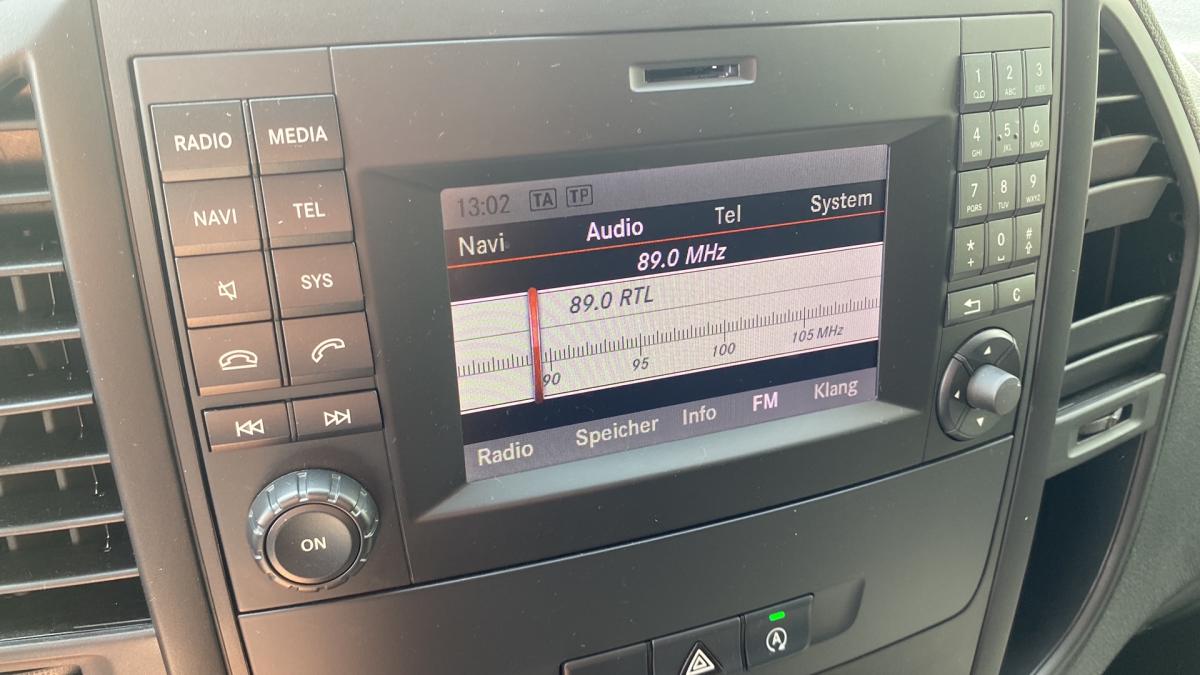 RADIO MEDIA
NAVI TEL
SYS
ON
13:02 TA TP
Navi Audio Tel System
89.0 MHz
89.0 RTL
90 95 100 105 MHz
Radio Speicher Info FM Klang
1 2 ABC 3 DEF
4 GHI 5 JKL 6 MNO
7 PQRS 8 TUV 9 WXYZ
* + 0 #
C
A